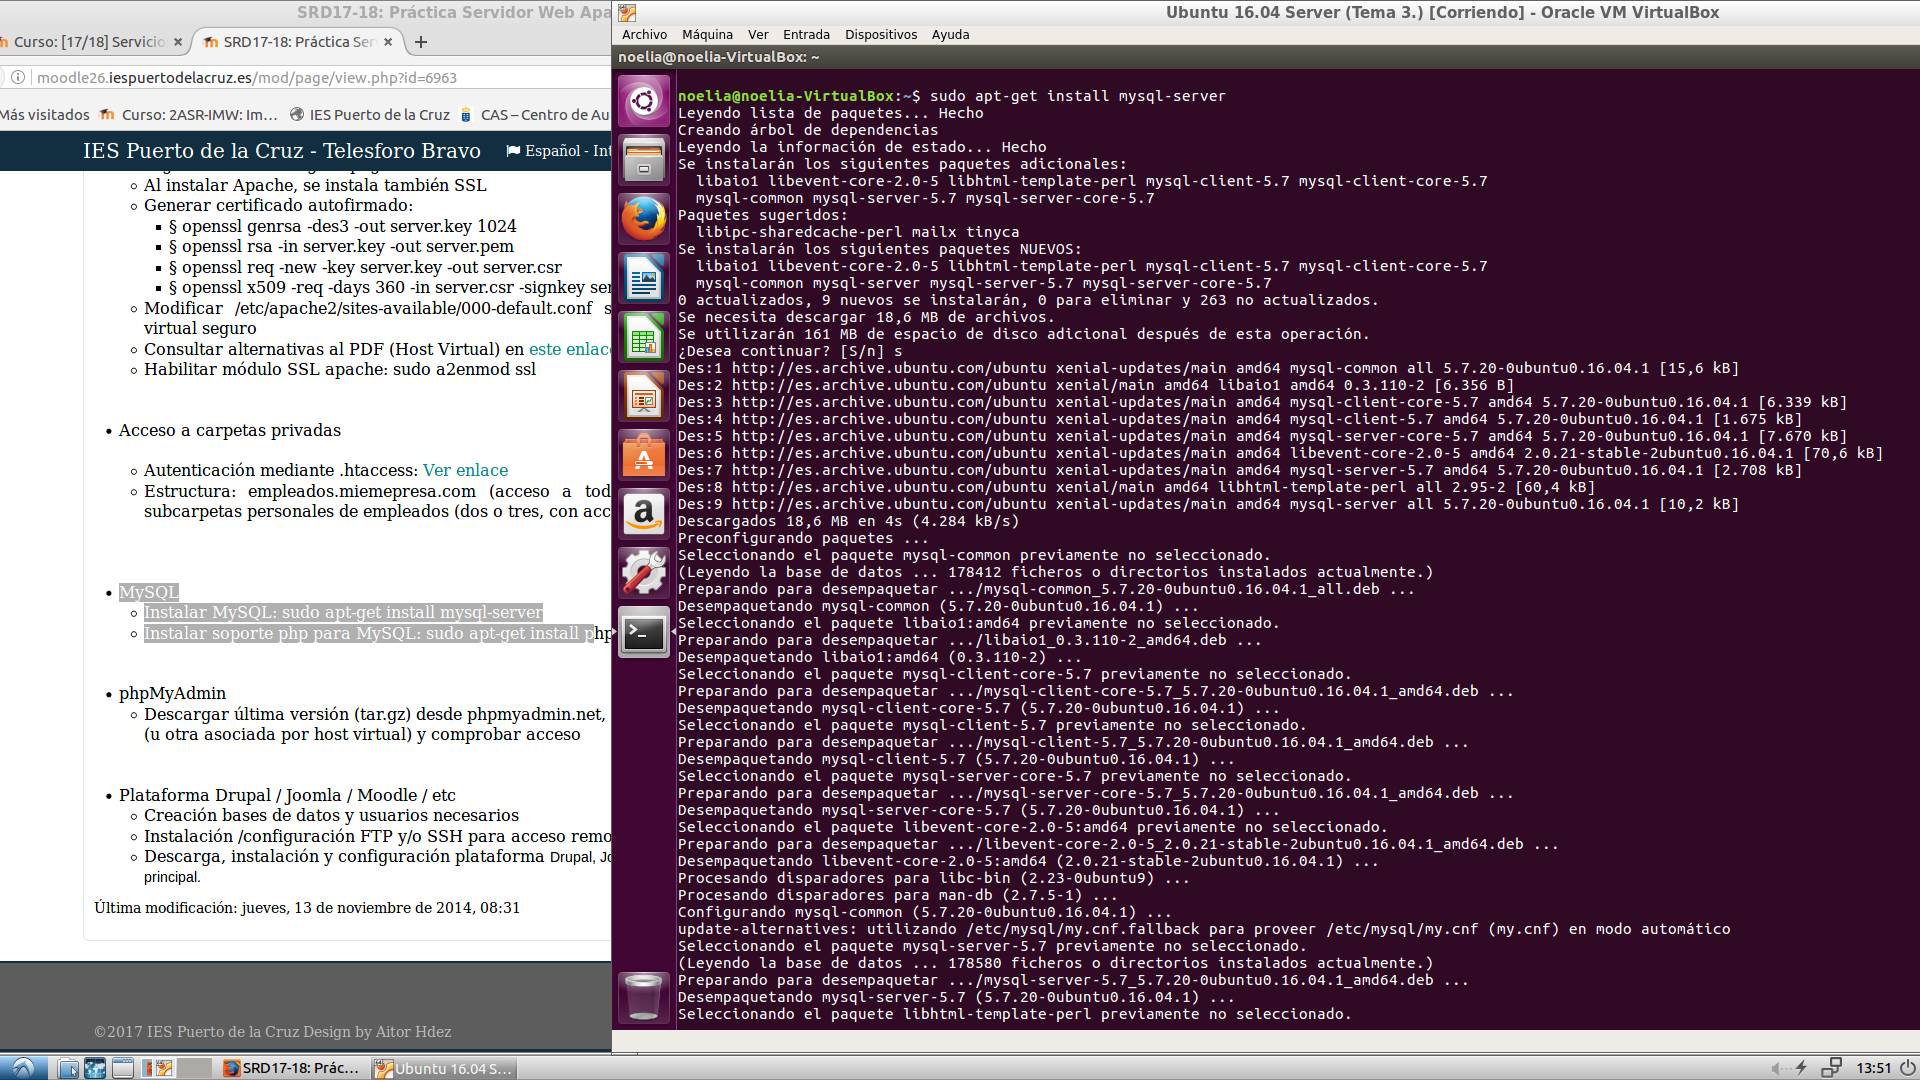 SRD17-18: Práctica Servidor Web Apa
Curso: [17/18] Servicio
SRD17-18: Práctica Ser
moodle26.iespuertodelacruz.es/mod/page/view.php?id=6963
Más visitados
Curso: 2ASR-IMW: Im...
IES Puerto de la Cruz
CAS – Centro de Au
IES Puerto de la Cruz - Telesforo Bravo
Español - Int
Al instalar Apache, se instala también SSL
Generar certificado autofirmado:
§ openssl genrsa -des3 -out server.key 1024
§ openssl rsa -in server.key -out server.pem
§ openssl req -new -key server.key -out server.csr
§ openssl x509 -req -days 360 -in server.csr -signkey ser
Modificar /etc/apache2/sites-available/000-default.conf s
virtual seguro
Consultar alternativas al PDF (Host Virtual) en este enlace
Habilitar módulo SSL apache: sudo a2enmod ssl
Acceso a carpetas privadas
Autenticación mediante .htaccess: Ver enlace
Estructura: empleados.miemepresa.com (acceso a tod
subcarpetas personales de empleados (dos o tres, con acc
MySQL
Instalar MySQL: sudo apt-get install mysql-server
Instalar soporte php para MySQL: sudo apt-get install php
phpMyAdmin
Descargar última versión (tar.gz) desde phpmyadmin.net,
(u otra asociada por host virtual) y comprobar acceso
Plataforma Drupal / Joomla / Moodle / etc
Creación bases de datos y usuarios necesarios
Instalación /configuración FTP y/o SSH para acceso remo
Descarga, instalación y configuración plataforma Drupal, Jo
principal.
Última modificación: jueves, 13 de noviembre de 2014, 08:31
©2017 IES Puerto de la Cruz Design by Aitor Hdez
Ubuntu 16.04 Server (Tema 3.) [Corriendo] - Oracle VM VirtualBox
Archivo Máquina Ver Entrada Dispositivos Ayuda
noelia@noelia-VirtualBox: ~
noelia@noelia-VirtualBox:~$ sudo apt-get install mysql-server
Leyendo lista de paquetes... Hecho
Creando árbol de dependencias
Leyendo la información de estado... Hecho
Se instalarán los siguientes paquetes adicionales:
libaio1 libevent-core-2.0-5 libhtml-template-perl mysql-client-5.7 mysql-client-core-5.7
mysql-common mysql-server-5.7 mysql-server-core-5.7
Paquetes sugeridos:
libipc-sharedcache-perl mailx tinyca
Se instalarán los siguientes paquetes NUEVOS:
libaio1 libevent-core-2.0-5 libhtml-template-perl mysql-client-5.7 mysql-client-core-5.7
mysql-common mysql-server mysql-server-5.7 mysql-server-core-5.7
0 actualizados, 9 nuevos se instalarán, 0 para eliminar y 263 no actualizados.
Se necesita descargar 18,6 MB de archivos.
Se utilizarán 161 MB de espacio de disco adicional después de esta operación.
¿Desea continuar? [S/n] s
Des:1 http://es.archive.ubuntu.com/ubuntu xenial-updates/main amd64 mysql-common all 5.7.20-0ubuntu0.16.04.1 [15,6 kB]
Des:2 http://es.archive.ubuntu.com/ubuntu xenial/main amd64 libaio1 amd64 0.3.110-2 [6.356 B]
Des:3 http://es.archive.ubuntu.com/ubuntu xenial-updates/main amd64 mysql-client-core-5.7 amd64 5.7.20-0ubuntu0.16.04.1 [6.339 kB]
Des:4 http://es.archive.ubuntu.com/ubuntu xenial-updates/main amd64 mysql-client-5.7 amd64 5.7.20-0ubuntu0.16.04.1 [1.675 kB]
Des:5 http://es.archive.ubuntu.com/ubuntu xenial-updates/main amd64 mysql-server-core-5.7 amd64 5.7.20-0ubuntu0.16.04.1 [7.670 kB]
Des:6 http://es.archive.ubuntu.com/ubuntu xenial-updates/main amd64 libevent-core-2.0-5 amd64 2.0.21-stable-2ubuntu0.16.04.1 [70,6 kB]
Des:7 http://es.archive.ubuntu.com/ubuntu xenial-updates/main amd64 mysql-server-5.7 amd64 5.7.20-0ubuntu0.16.04.1 [2.708 kB]
Des:8 http://es.archive.ubuntu.com/ubuntu xenial/main amd64 libhtml-template-perl all 2.95-2 [60,4 kB]
Des:9 http://es.archive.ubuntu.com/ubuntu xenial-updates/main amd64 mysql-server all 5.7.20-0ubuntu0.16.04.1 [10,2 kB]
Descargados 18,6 MB en 4s (4.284 kB/s)
Preconfigurando paquetes ...
Seleccionando el paquete mysql-common previamente no seleccionado.
(Leyendo la base de datos ... 178412 ficheros o directorios instalados actualmente.)
Preparando para desempaquetar .../mysql-common_5.7.20-0ubuntu0.16.04.1_all.deb ...
Desempaquetando mysql-common (5.7.20-0ubuntu0.16.04.1) ...
Seleccionando el paquete libaio1:amd64 previamente no seleccionado.
Preparando para desempaquetar .../libaio1_0.3.110-2_amd64.deb ...
Desempaquetando libaio1:amd64 (0.3.110-2) ...
Seleccionando el paquete mysql-client-core-5.7 previamente no seleccionado.
Preparando para desempaquetar .../mysql-client-core-5.7_5.7.20-0ubuntu0.16.04.1_amd64.deb ...
Desempaquetando mysql-client-core-5.7 (5.7.20-0ubuntu0.16.04.1) ...
Seleccionando el paquete mysql-client-5.7 previamente no seleccionado.
Preparando para desempaquetar .../mysql-client-5.7_5.7.20-0ubuntu0.16.04.1_amd64.deb ...
Desempaquetando mysql-client-5.7 (5.7.20-0ubuntu0.16.04.1) ...
Seleccionando el paquete mysql-server-core-5.7 previamente no seleccionado.
Preparando para desempaquetar .../mysql-server-core-5.7_5.7.20-0ubuntu0.16.04.1_amd64.deb ...
Desempaquetando mysql-server-core-5.7 (5.7.20-0ubuntu0.16.04.1) ...
Seleccionando el paquete libevent-core-2.0-5:amd64 previamente no seleccionado.
Preparando para desempaquetar .../libevent-core-2.0-5_2.0.21-stable-2ubuntu0.16.04.1_amd64.deb ...
Desempaquetando libevent-core-2.0-5:amd64 (2.0.21-stable-2ubuntu0.16.04.1) ...
Procesando disparadores para libc-bin (2.23-0ubuntu9) ...
Procesando disparadores para man-db (2.7.5-1) ...
Configurando mysql-common (5.7.20-0ubuntu0.16.04.1) ...
update-alternatives: utilizando /etc/mysql/my.cnf.fallback para proveer /etc/mysql/my.cnf (my.cnf) en modo automático
Seleccionando el paquete mysql-server-5.7 previamente no seleccionado.
(Leyendo la base de datos ... 178580 ficheros o directorios instalados actualmente.)
Preparando para desempaquetar .../mysql-server-5.7_5.7.20-0ubuntu0.16.04.1_amd64.deb ...
Desempaquetando mysql-server-5.7 (5.7.20-0ubuntu0.16.04.1) ...
Seleccionando el paquete libhtml-template-perl previamente no seleccionado.
SRD17-18: Prác...
Ubuntu 16.04 S...
13:51